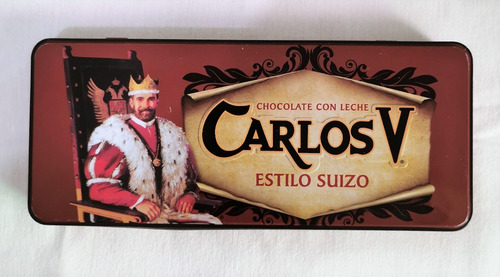 CHOCOLATE CON LECHE
CARLOS V®
ESTILO SUIZO